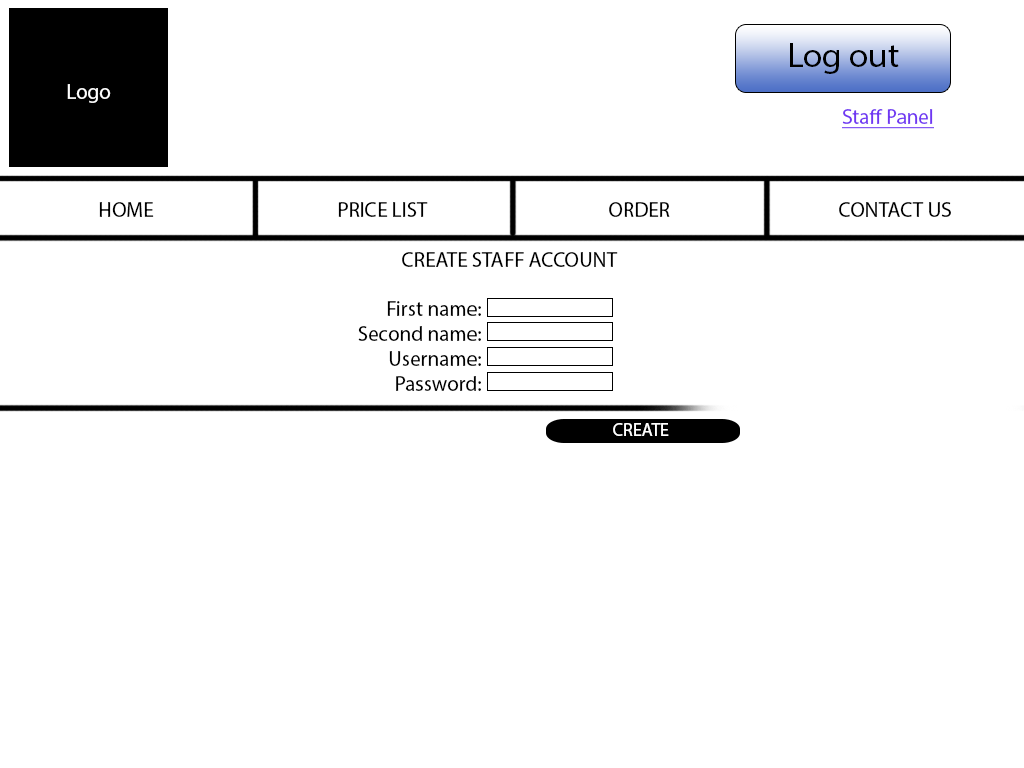 Logo
Log out
Staff Panel
HOME PRICE LIST ORDER CONTACT US
CREATE STAFF ACCOUNT
First name:
Second name:
Username:
Password:
CREATE